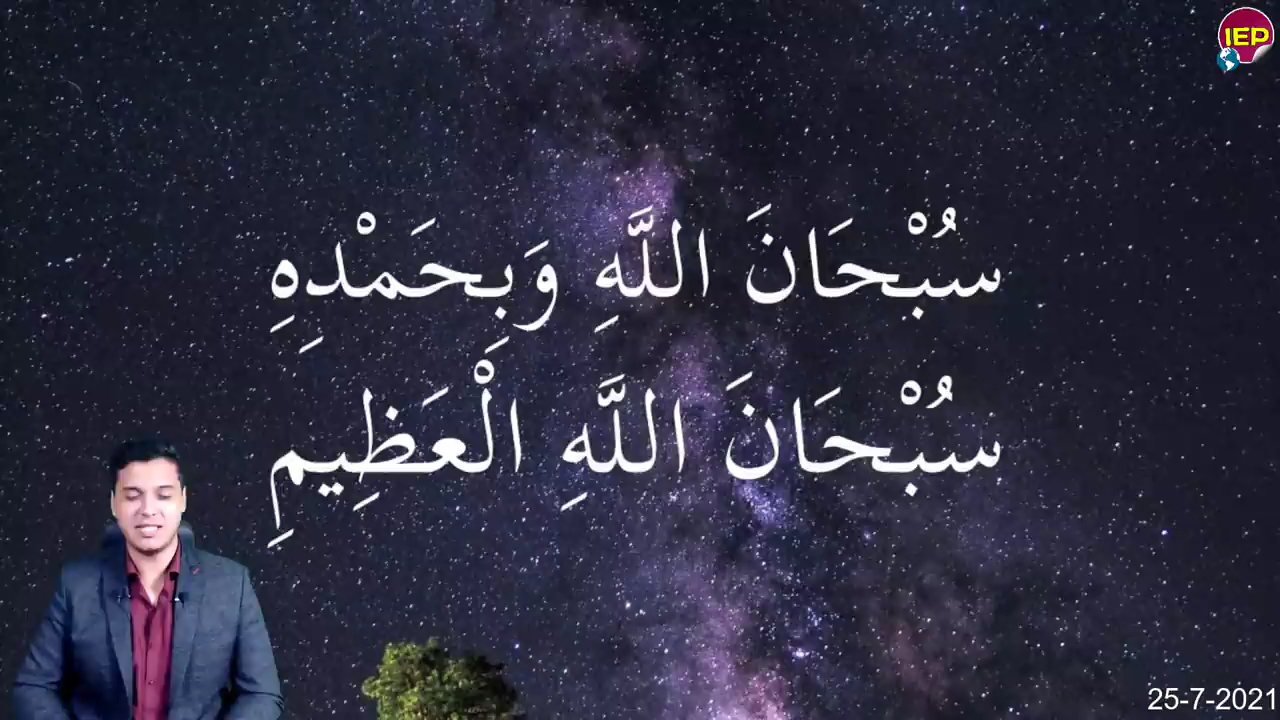 IEP
سُبْحَانَ اللَّهِ وَبِحَمْدِهِ
سُبْحَانَ اللَّهِ الْعَظِيمِ
25-7-2021